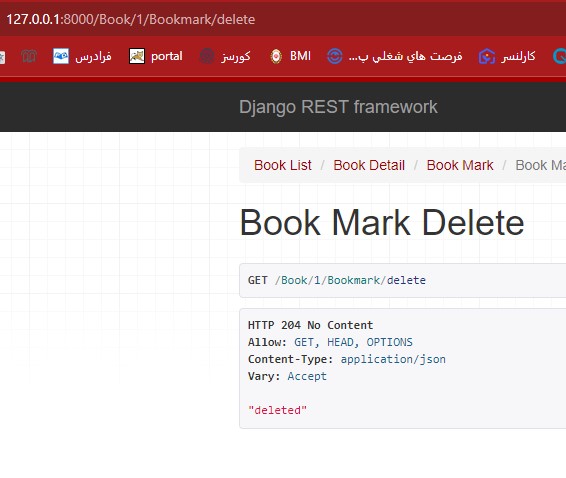 127.0.0.1:8000/Book/1/Bookmark/delete
فرادرس portal کورسز BMI فرصت هاي شغلي پ... کارلنسر
Django REST framework
Book List / Book Detail / Book Mark / Book Ma
Book Mark Delete
GET /Book/1/Bookmark/delete
HTTP 204 No Content
Allow: GET, HEAD, OPTIONS
Content-Type: application/json
Vary: Accept
"deleted"